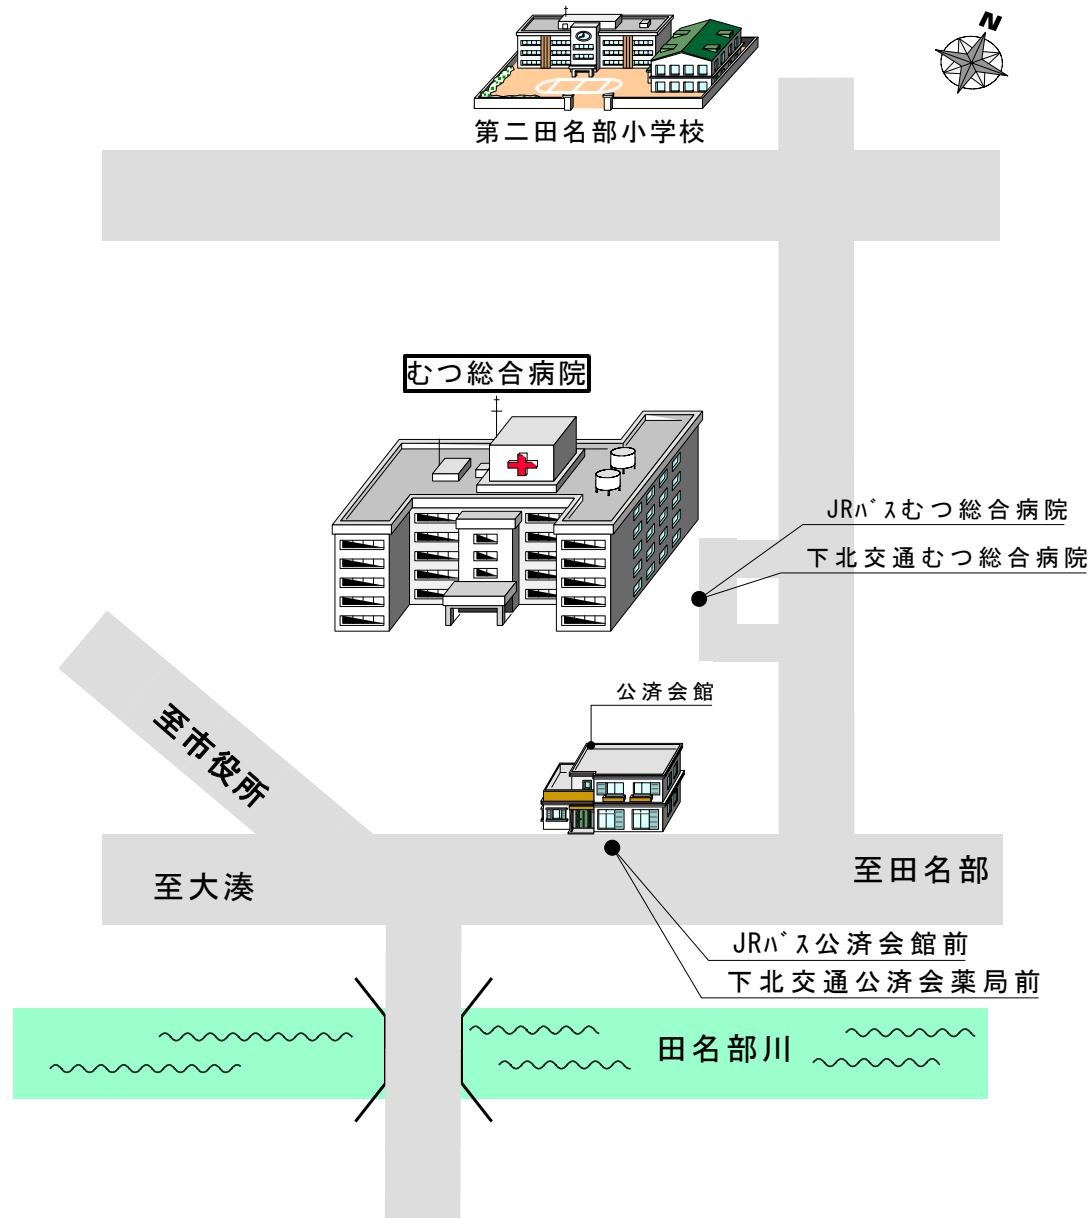 N
第二田名部小学校
むつ総合病院
JRバスむつ総合病院
下北交通むつ総合病院
公済会館
至市役所
至大湊
至田名部
JRバス公済会館前
下北交通公済会薬局前
田名部川